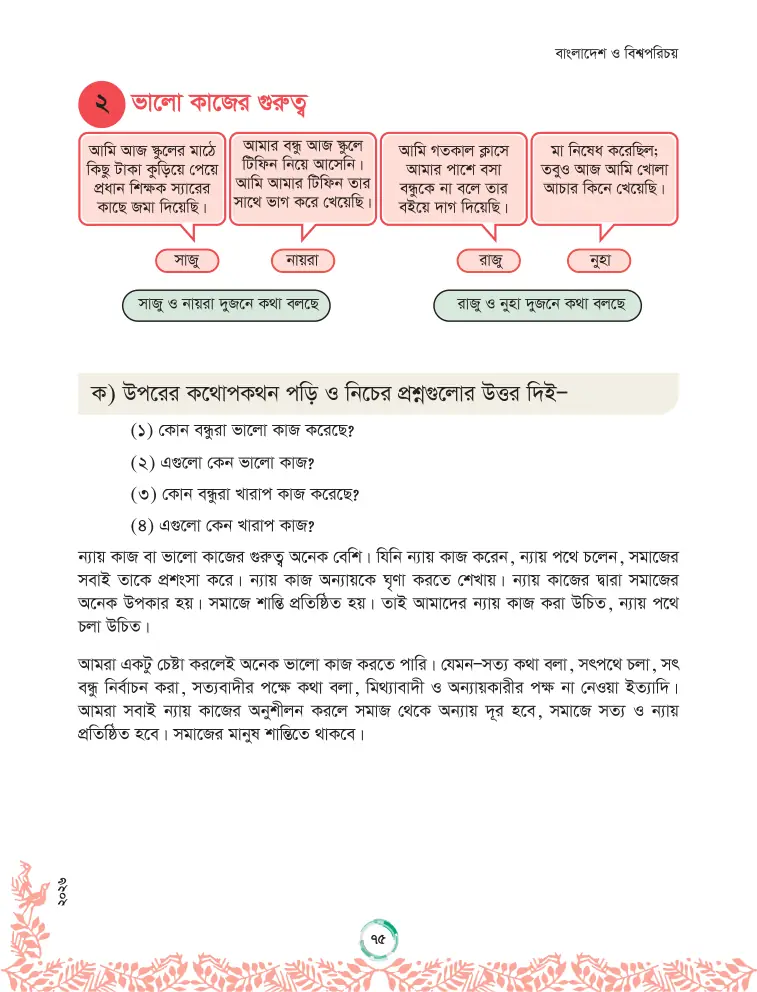 বাংলাদেশ ও বিশ্বপরিচয়
২ ভালো কাজের গুরুত্ব
আমি আজ স্কুলের মাঠে
কিছু টাকা কুড়িয়ে পেয়ে
প্রধান শিক্ষক স্যারের
কাছে জমা দিয়েছি।
আমার বন্ধু আজ স্কুলে
টিফিন নিয়ে আসেনি।
আমি আমার টিফিন তার
সাথে ভাগ করে খেয়েছি।
আমি গতকাল ক্লাসে
আমার পাশে বসা
বন্ধুকে না বলে তার
বইয়ে দাগ দিয়েছি।
মা নিষেধ করেছিল;
তবুও আজ আমি খোলা
আচার কিনে খেয়েছি।
সাজু
নায়রা
রাজু
নুহা
সাজু ও নায়রা দুজনে কথা বলছে
রাজু ও নুহা দুজনে কথা বলছে
ক) উপরের কথোপকথন পড়ি ও নিচের প্রশ্নগুলোর উত্তর দিই–
(১) কোন বন্ধুরা ভালো কাজ করেছে?
(২) এগুলো কেন ভালো কাজ?
(৩) কোন বন্ধুরা খারাপ কাজ করেছে?
(৪) এগুলো কেন খারাপ কাজ?
ন্যায় কাজ বা ভালো কাজের গুরুত্ব অনেক বেশি। যিনি ন্যায় কাজ করেন, ন্যায় পথে চলেন, সমাজের
সবাই তাকে প্রশংসা করে। ন্যায় কাজ অন্যায়কে ঘৃণা করতে শেখায়। ন্যায় কাজের দ্বারা সমাজের
অনেক উপকার হয়। সমাজে শান্তি প্রতিষ্ঠিত হয়। তাই আমাদের ন্যায় কাজ করা উচিত, ন্যায় পথে
চলা উচিত।
আমরা একটু চেষ্টা করলেই অনেক ভালো কাজ করতে পারি। যেমন–সত্য কথা বলা, সৎপথে চলা, সৎ
বন্ধু নির্বাচন করা, সত্যবাদীর পক্ষে কথা বলা, মিথ্যাবাদী ও অন্যায়কারীর পক্ষ না নেওয়া ইত্যাদি।
আমরা সবাই ন্যায় কাজের অনুশীলন করলে সমাজ থেকে অন্যায় দূর হবে, সমাজে সত্য ও ন্যায়
প্রতিষ্ঠিত হবে। সমাজের মানুষ শান্তিতে থাকবে।
২০২৬
৭৫